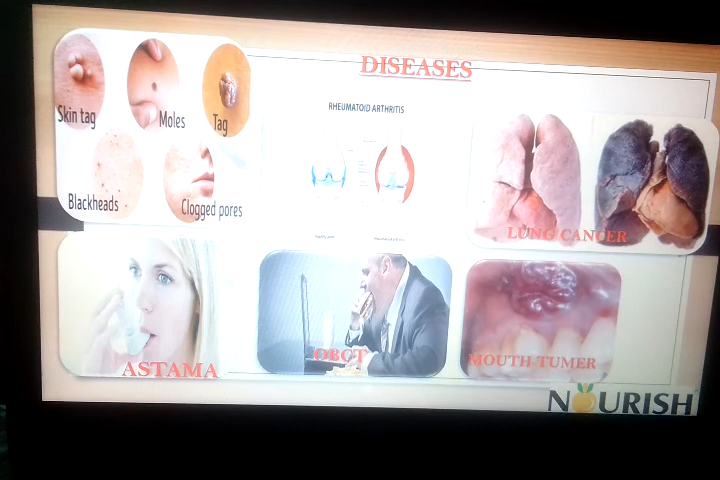 DISEASES
Skin tag
Moles
Tag
Blackheads
Clogged pores
RHEUMATOID ARTHRITIS
LUNG CANCER
ASTAMA
OBCT
MOUTH TUMER
NOURISH